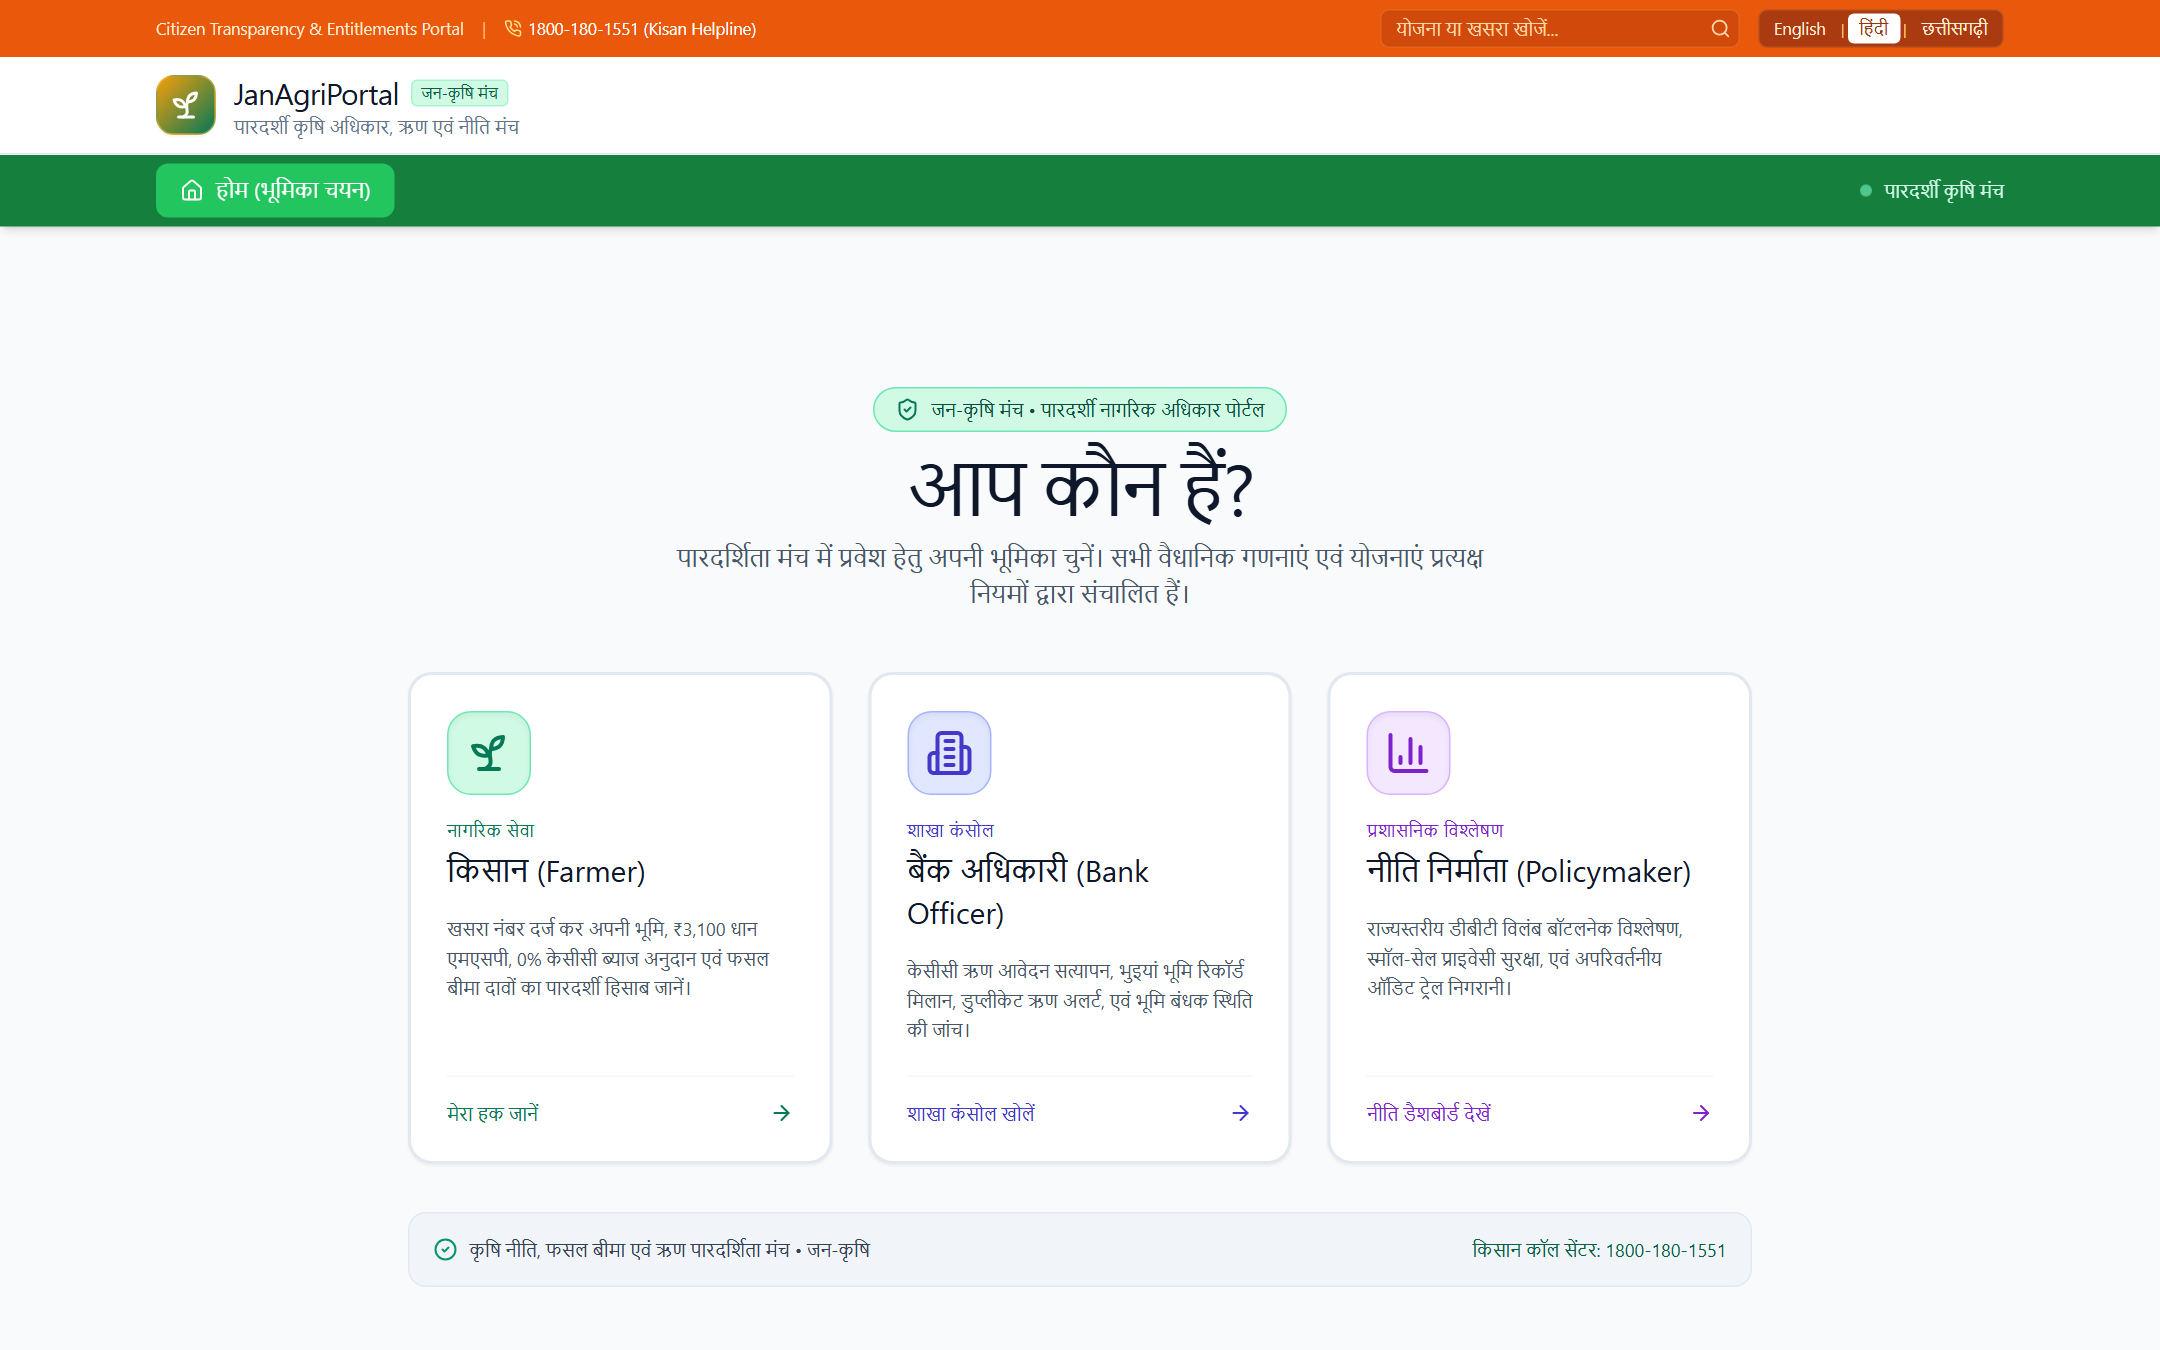 Citizen Transparency & Entitlements Portal | 1800-180-1551 (Kisan Helpline)
योजना या खसरा खोजें...
English | हिंदी | छत्तीसगढ़ी
JanAgriPortal जन-कृषि मंच
पारदर्शी कृषि अधिकार, ऋण एवं नीति मंच
होम (भूमिका चयन)
पारदर्शी कृषि मंच
जन-कृषि मंच • पारदर्शी नागरिक अधिकार पोर्टल
आप कौन हैं?
पारदर्शिता मंच में प्रवेश हेतु अपनी भूमिका चुनें। सभी वैधानिक गणनाएं एवं योजनाएं प्रत्यक्ष
नियमों द्वारा संचालित हैं।
नागरिक सेवा
किसान (Farmer)
खसरा नंबर दर्ज कर अपनी भूमि, ₹3,100 धान
एमएसपी, 0% केसीसी ब्याज अनुदान एवं फसल
बीमा दावों का पारदर्शी हिसाब जानें।
मेरा हक जानें
शाखा कंसोल
बैंक अधिकारी (Bank
Officer)
केसीसी ऋण आवेदन सत्यापन, भुइयां भूमि रिकॉर्ड
मिलान, डुप्लीकेट ऋण अलर्ट, एवं भूमि बंधक स्थिति
की जांच।
शाखा कंसोल खोलें
प्रशासनिक विश्लेषण
नीति निर्माता (Policymaker)
राज्यस्तरीय डीबीटी विलंब बॉटलनेक विश्लेषण,
स्मॉल-सेल प्राइवेसी सुरक्षा, एवं अपरिवर्तनीय
ऑडिट ट्रेल निगरानी।
नीति डैशबोर्ड देखें
कृषि नीति, फसल बीमा एवं ऋण पारदर्शिता मंच • जन-कृषि
किसान कॉल सेंटर: 1800-180-1551